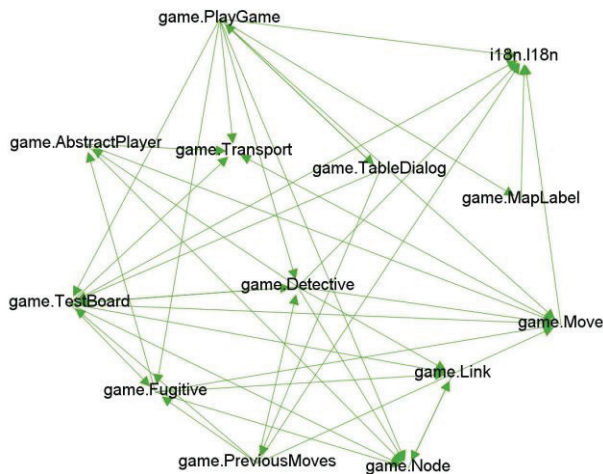 game.PlayGame
i18n.I18n
game.AbstractPlayer
game.Transport
game.TableDialog
game.MapLabel
game.Detective
game.TestBoard
game.Move
game.Link
game.Fugitive
game.PreviousMoves
game.Node